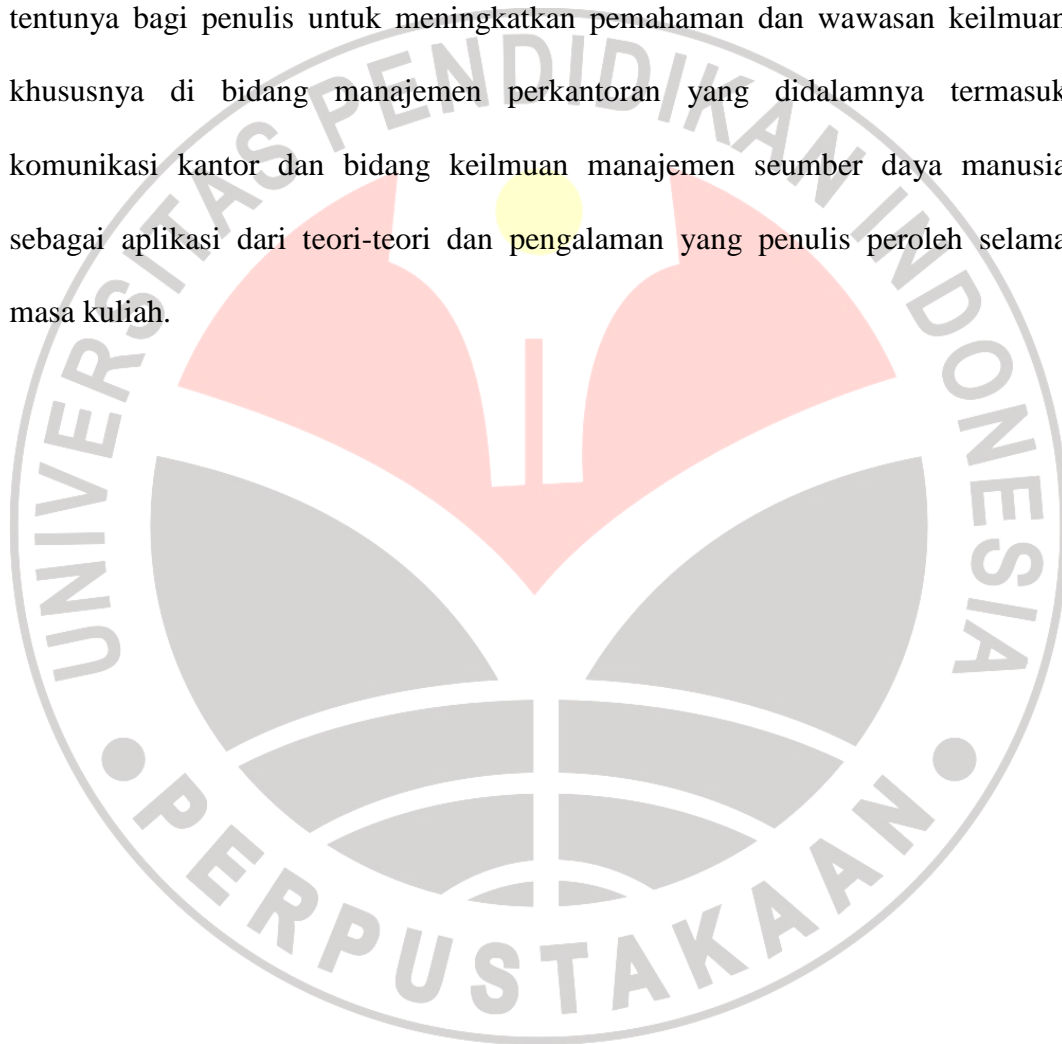 tentunya bagi penulis untuk meningkatkan pemahaman dan wawasan keilmuan
khususnya di bidang manajemen perkantoran yang didalamnya termasuk
komunikasi kantor dan bidang keilmuan manajemen seumber daya manusia
sebagai aplikasi dari teori-teori dan pengalaman yang penulis peroleh selama
masa kuliah.
UNIVERSITAS PENDIDIKAN INDONESIA
PERPUSTAKAAN